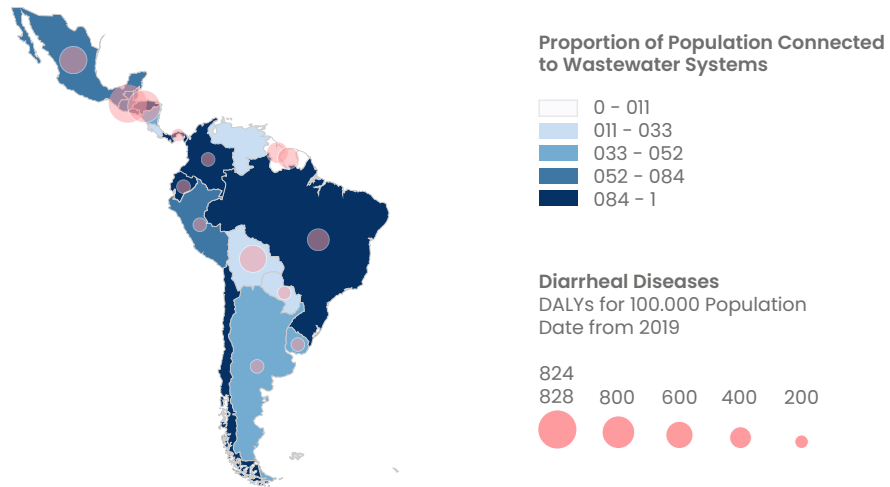 Proportion of Population Connected
to Wastewater Systems
0 - 011
011 - 033
033 - 052
052 - 084
084 - 1
Diarrheal Diseases
DALYs for 100.000 Population
Date from 2019
824
828 800 600 400 200